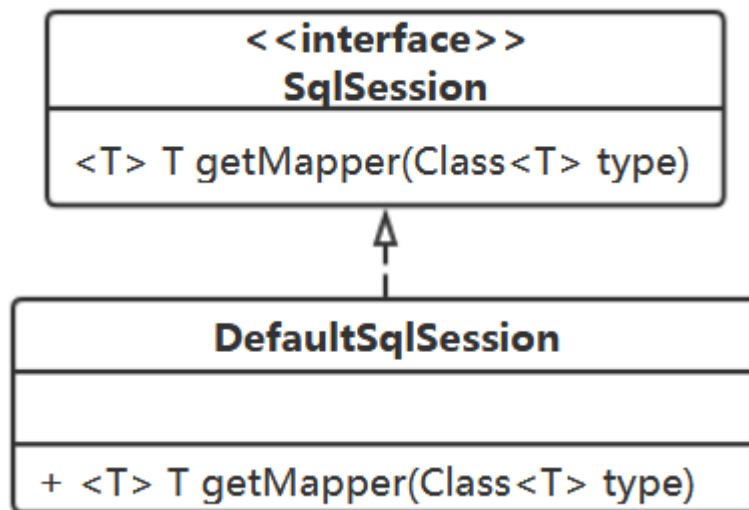 <<interface>>
SqlSession
<T> T getMapper(Class<T> type)
DefaultSqlSession
+ <T> T getMapper(Class<T> type)